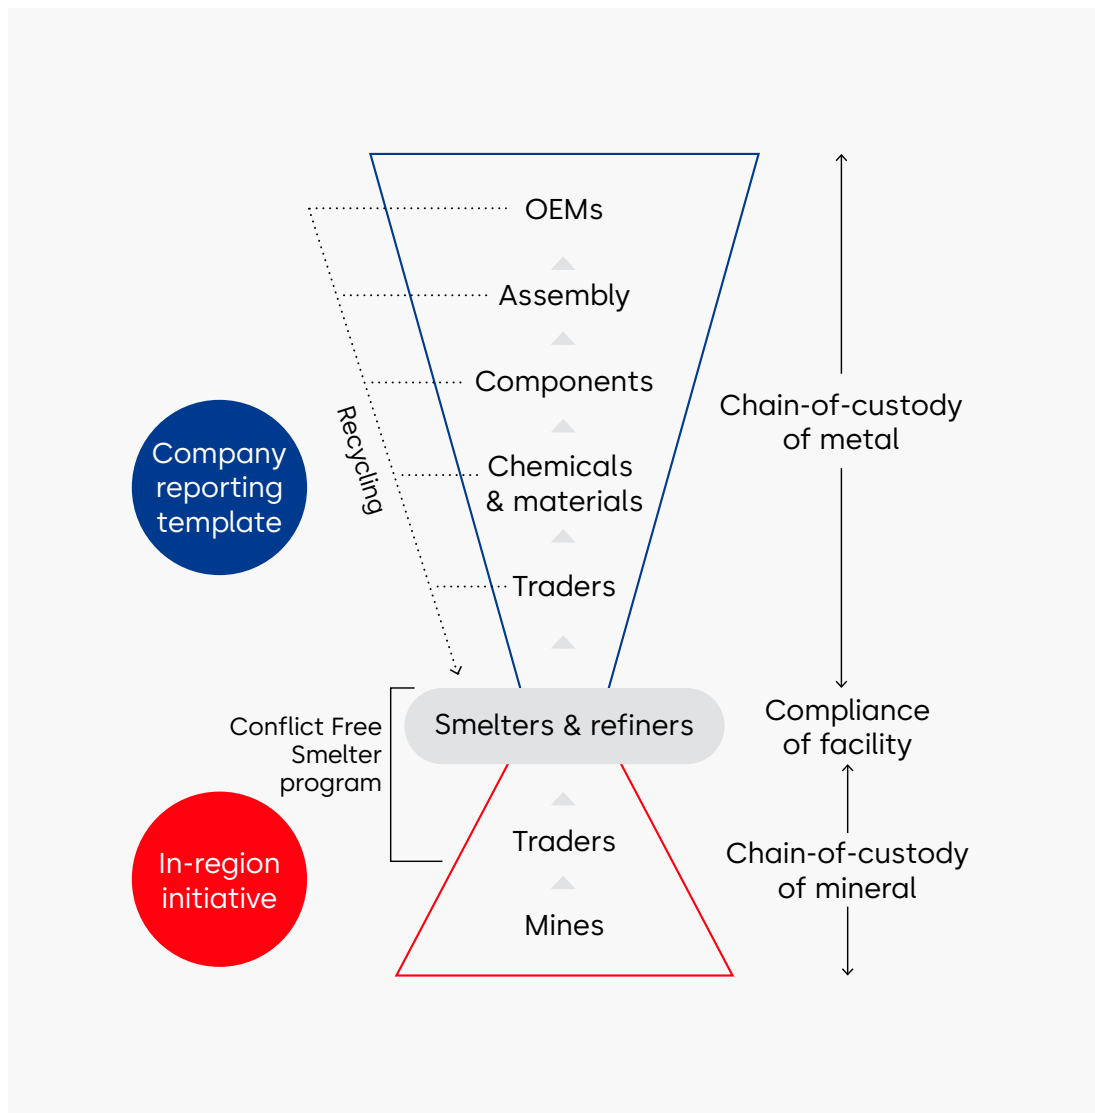 OEMs
Assembly
Components
Chemicals
& materials
Traders
Recycling
Company
reporting
template
Chain-of-custody
of metal
Smelters & refiners
Compliance
of facility
Conflict Free
Smelter
program
Traders
Mines
In-region
initiative
Chain-of-custody
of mineral